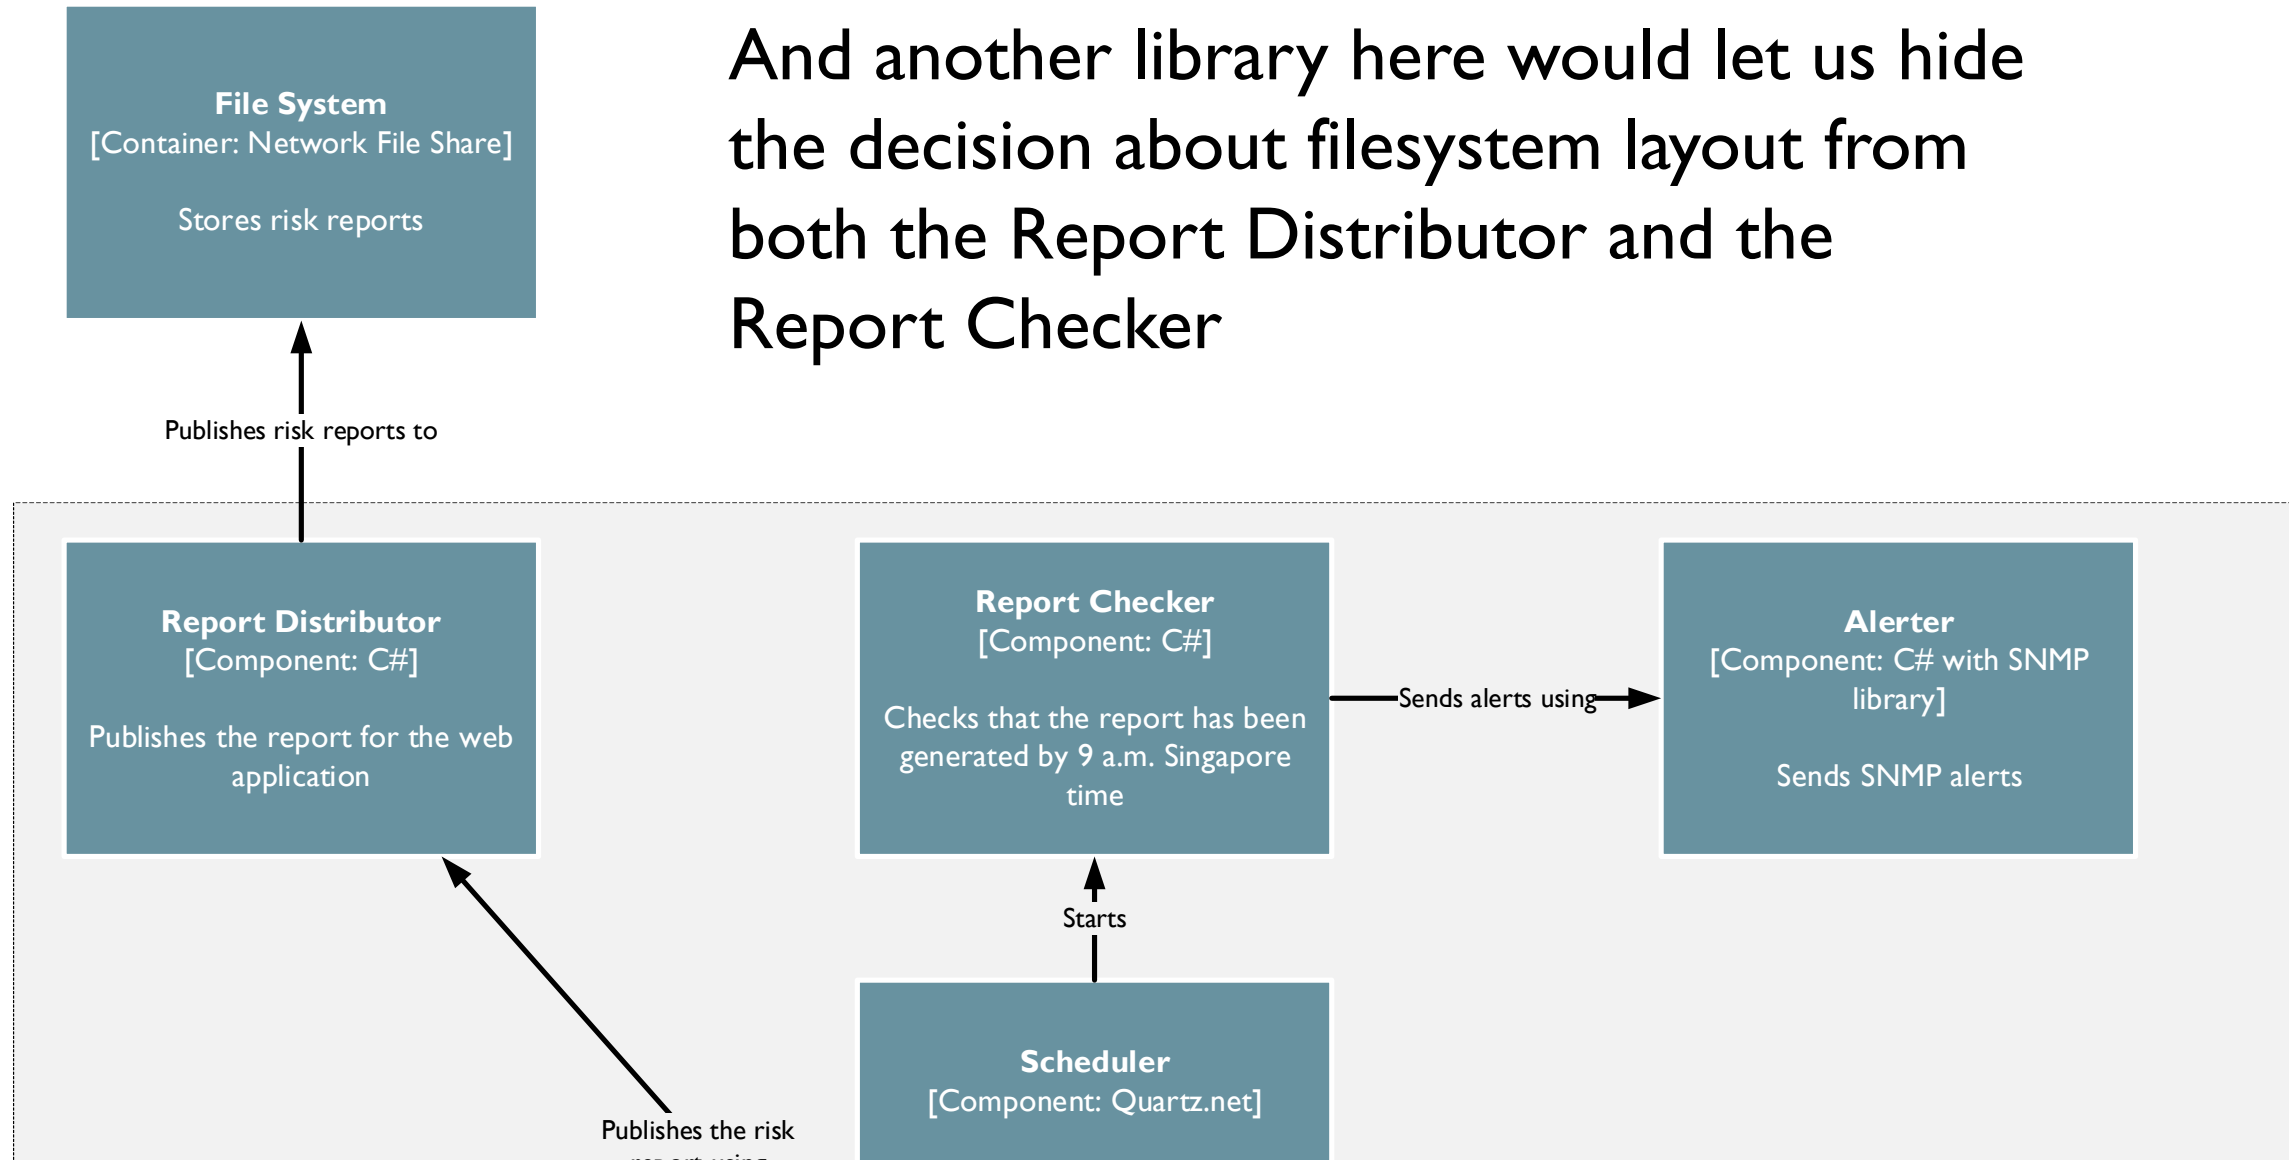 And another library here would let us hide
the decision about filesystem layout from
both the Report Distributor and the
Report Checker
File System
[Container: Network File Share]
Stores risk reports
Publishes risk reports to
Report Distributor
[Component: C#]
Publishes the report for the web
application
Report Checker
[Component: C#]
Checks that the report has been
generated by 9 a.m. Singapore
time
Sends alerts using
Alerter
[Component: C# with SNMP
library]
Sends SNMP alerts
Starts
Scheduler
[Component: Quartz.net]
Publishes the risk
report using